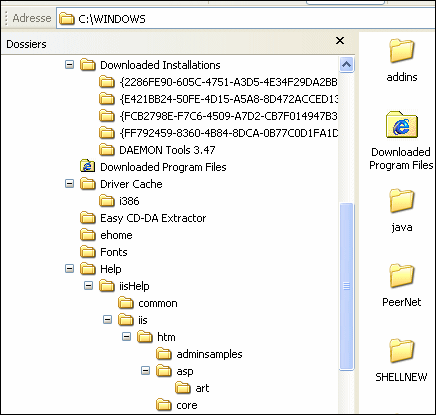 Adresse C:\WINDOWS
Dossiers
Downloaded Installations
{2286FE90-605C-4751-A3D5-4E34F29DA2BB
{E421BB24-50FE-4D15-A5A8-8D472ACCED13
{FCB2798E-F7C6-4509-A7D2-CB7F014947B3
{FF792459-8360-4B84-8DCA-0B77C0D1FA1D
DAEMON Tools 3.47
Downloaded Program Files
Driver Cache
i386
Easy CD-DA Extractor
ehome
Fonts
Help
iisHelp
common
iis
htm
adminsamples
asp
art
core
addins
Downloaded
Program Files
java
PeerNet
SHELLNEW